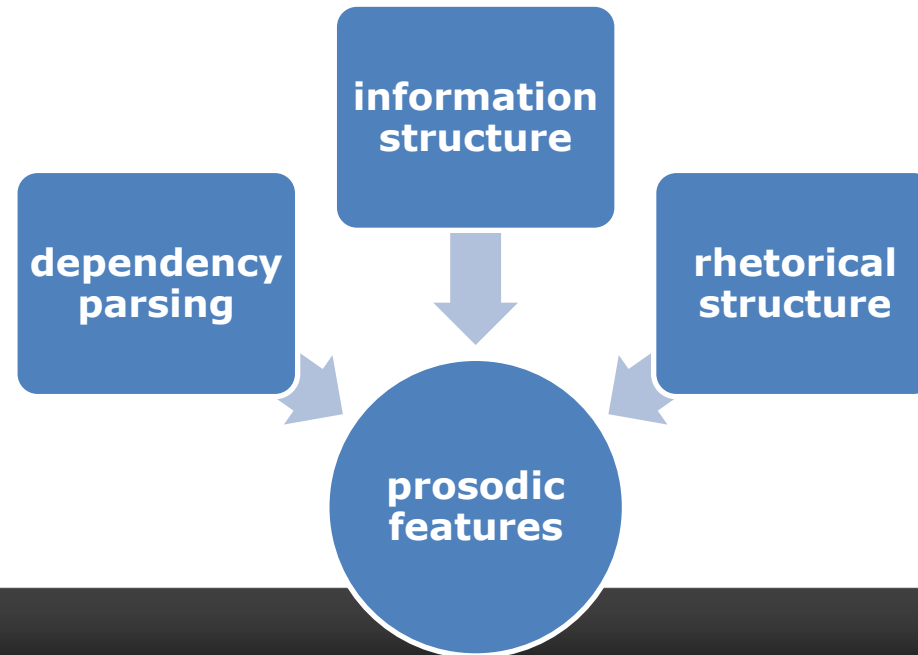 information
structure
dependency
parsing
rhetorical
structure
prosodic
features